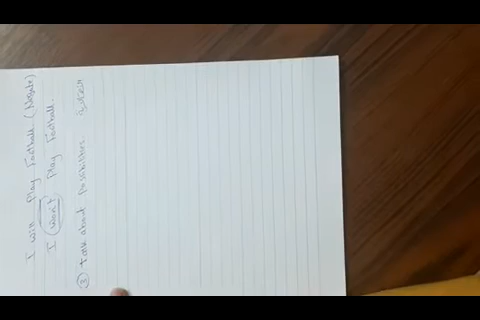 I will play football. (Negate)
I won't play football.
③ talk about possibilities